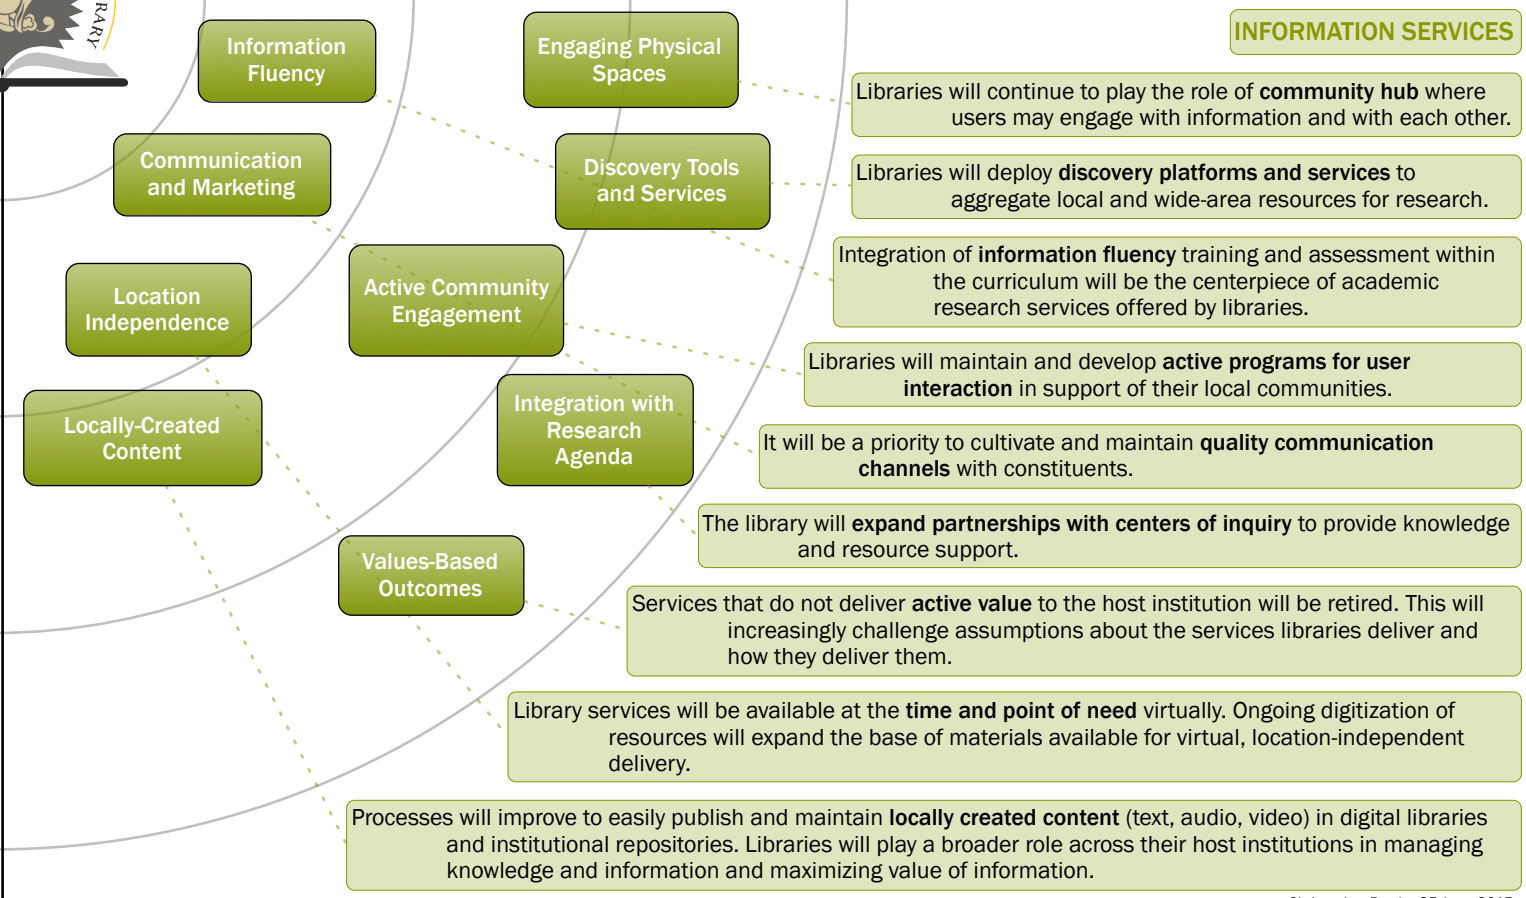 RARY
INFORMATION SERVICES
Information
Fluency
Engaging Physical
Spaces
Libraries will continue to play the role of community hub where
users may engage with information and with each other.
Communication
and Marketing
Discovery Tools
and Services
Libraries will deploy discovery platforms and services to
aggregate local and wide-area resources for research.
Location
Independence
Active Community
Engagement
Integration of information fluency training and assessment within
the curriculum will be the centerpiece of academic
research services offered by libraries.
Libraries will maintain and develop active programs for user
interaction in support of their local communities.
Locally-Created
Content
Integration with
Research
Agenda
It will be a priority to cultivate and maintain quality communication
channels with constituents.
The library will expand partnerships with centers of inquiry to provide knowledge
and resource support.
Values-Based
Outcomes
Services that do not deliver active value to the host institution will be retired. This will
increasingly challenge assumptions about the services libraries deliver and
how they deliver them.
Library services will be available at the time and point of need virtually. Ongoing digitization of
resources will expand the base of materials available for virtual, location-independent
delivery.
Processes will improve to easily publish and maintain locally created content (text, audio, video) in digital libraries
and institutional repositories. Libraries will play a broader role across their host institutions in managing
knowledge and information and maximizing value of information.